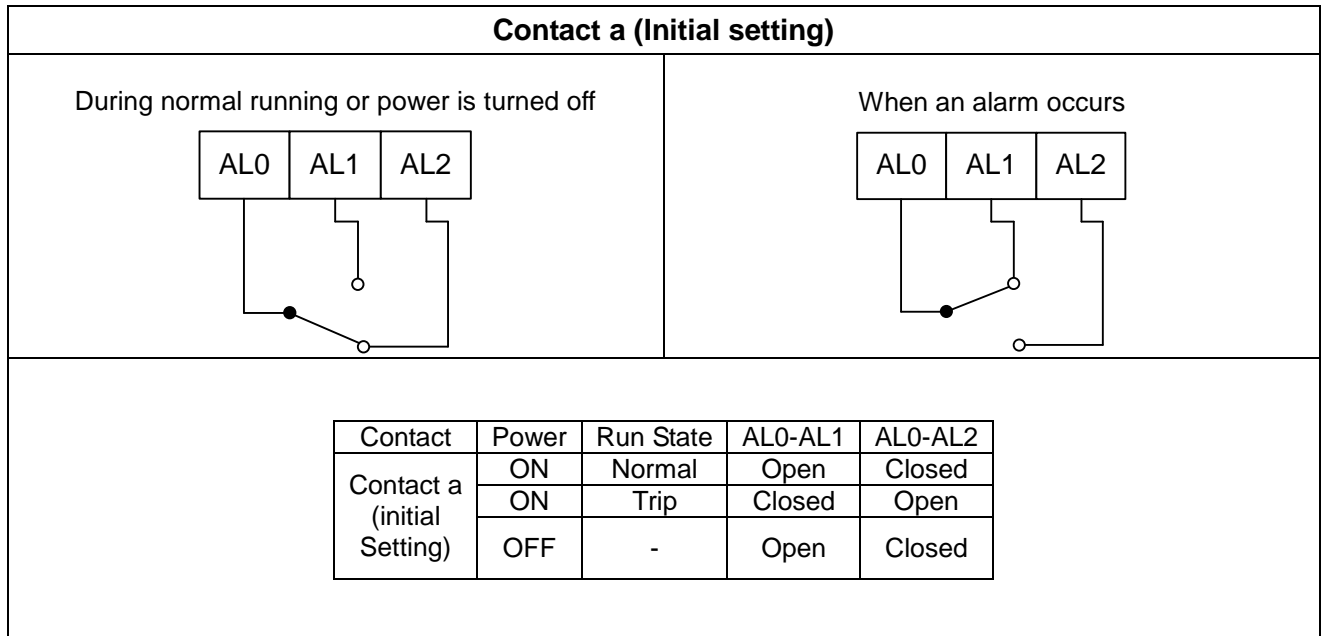 Contact a (Initial setting)
During normal running or power is turned off
AL0 AL1 AL2
When an alarm occurs
AL0 AL1 AL2
Contact Power Run State AL0-AL1 AL0-AL2
Contact a
(initial
Setting)
ON Normal Open Closed
ON Trip Closed Open
OFF - Open Closed